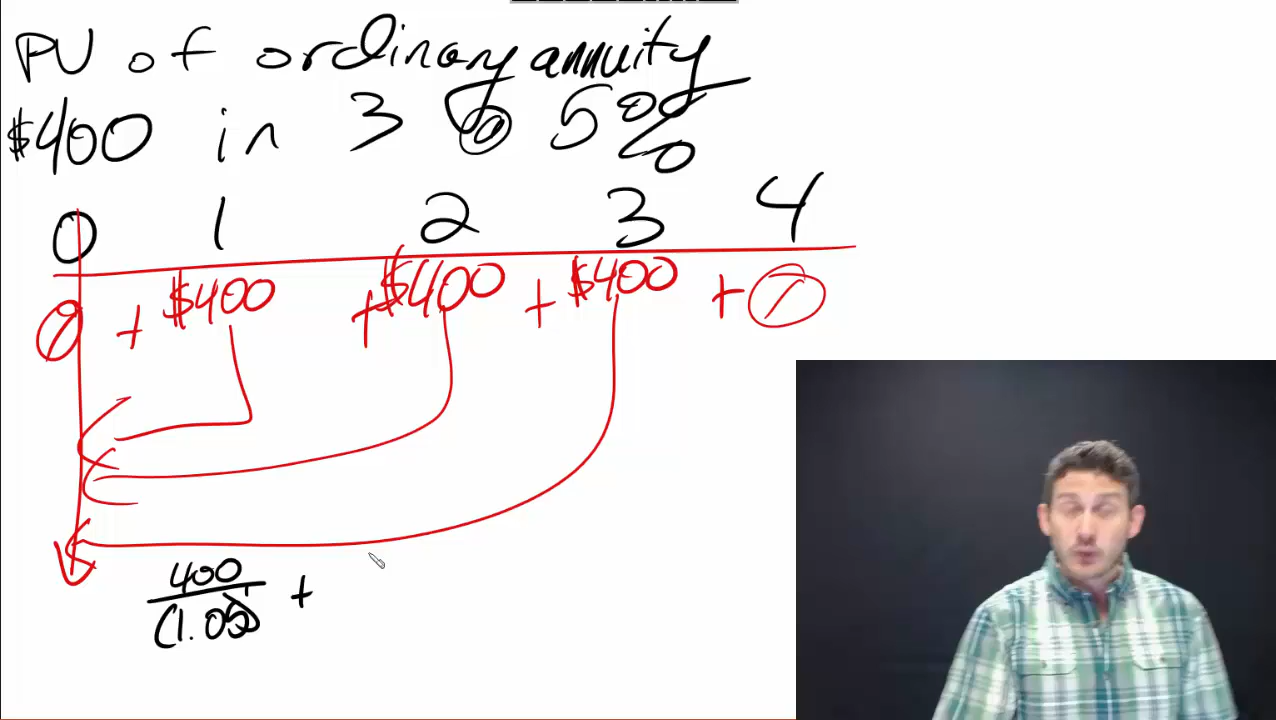 PV of ordinary annuity
$400 in 3 @ 5%
0 1 2 3 4
0 + $400 + $400 + $400 + 0
400 +
(1.05)